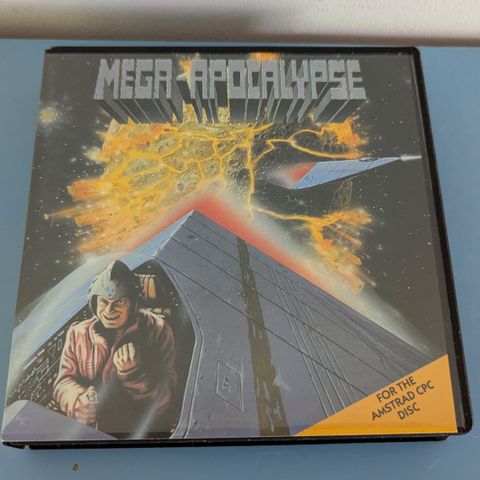 MEGA APOCALYPSE
FOR THE
AMSTRAD CPC
DISC